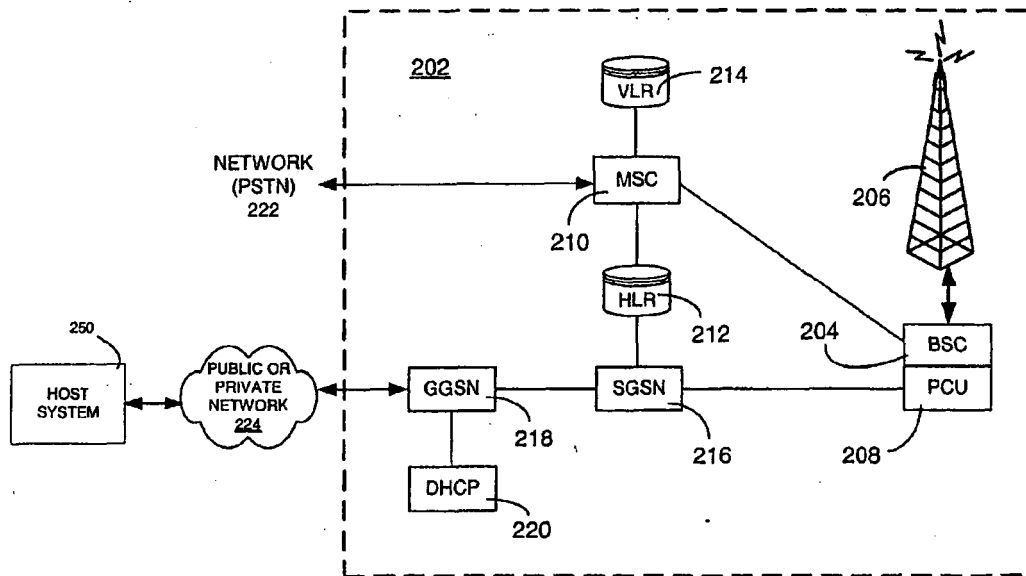 202
VLR
214
NETWORK
(PSTN)
222
MSC
210
206
HLR
212
250
HOST
SYSTEM
PUBLIC OR
PRIVATE
NETWORK
224
GGSN
218
SGSN
216
204
BSC
PCU
208
DHCP
220